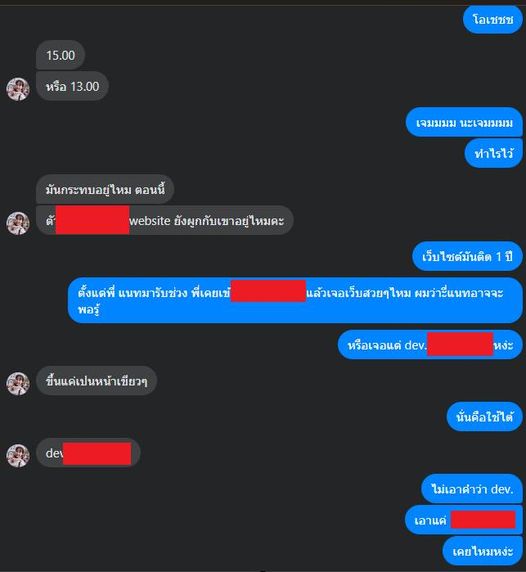 โอเชชช
15.00
หรือ 13.00
เจมมมม นะเจมมมม
ทำไรไว้
มันกระทบอยู่ไหม ตอนนี้
ตัว website ยังผูกกับเขาอยู่ไหมคะ
เว็บไซต์มันติด 1 ปี
ตั้งแต่พี่ แนทมารับช่วง พี่เคยเข้ แล้วเจอเว็บสวยๆไหม ผมว่าพี่แนทอาจจะ
พอรู้
หรือเจอแต่ dev. หง่ะ
ขึ้นแค่เปนหน้าเขียวๆ
นั่นคือใช้ได้
dev
ไม่เอาคำว่า dev.
เอาแค่
เคยไหมหง่ะ